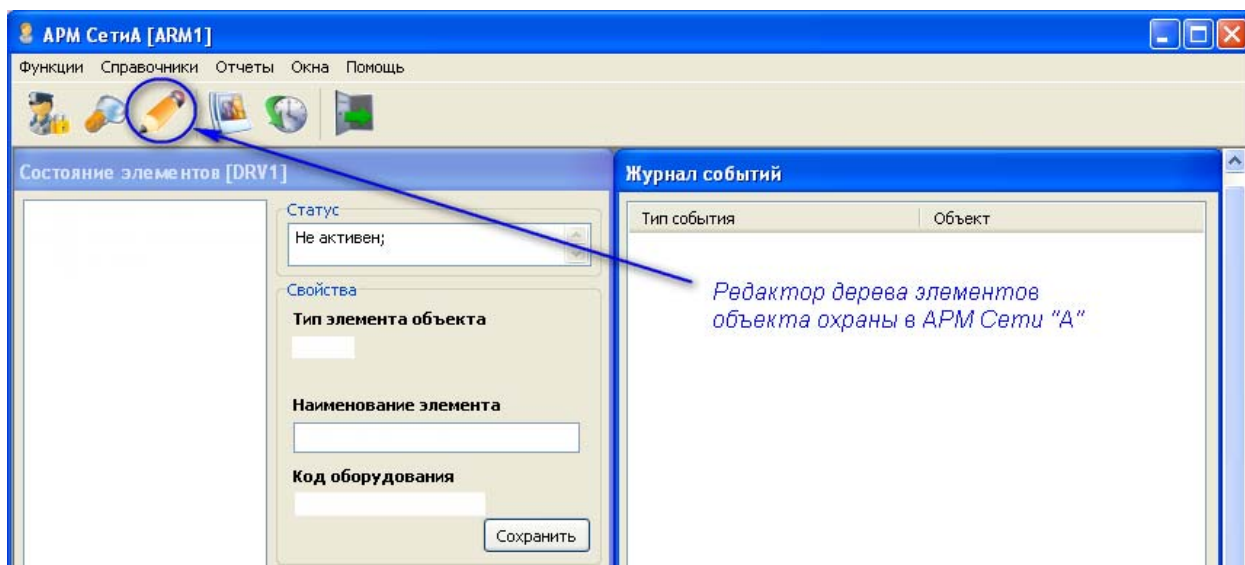 АРМ СетиА [ARM1]
Функции Справочники Отчеты Окна Помощь
Состояние элементов [DRV1]
Статус
Не активен;
Свойства
Тип элемента объекта
Наименование элемента
Код оборудования
Сохранить
Журнал событий
Тип события Объект
Редактор дерева элементов
объекта охраны в АРМ Сети "А"